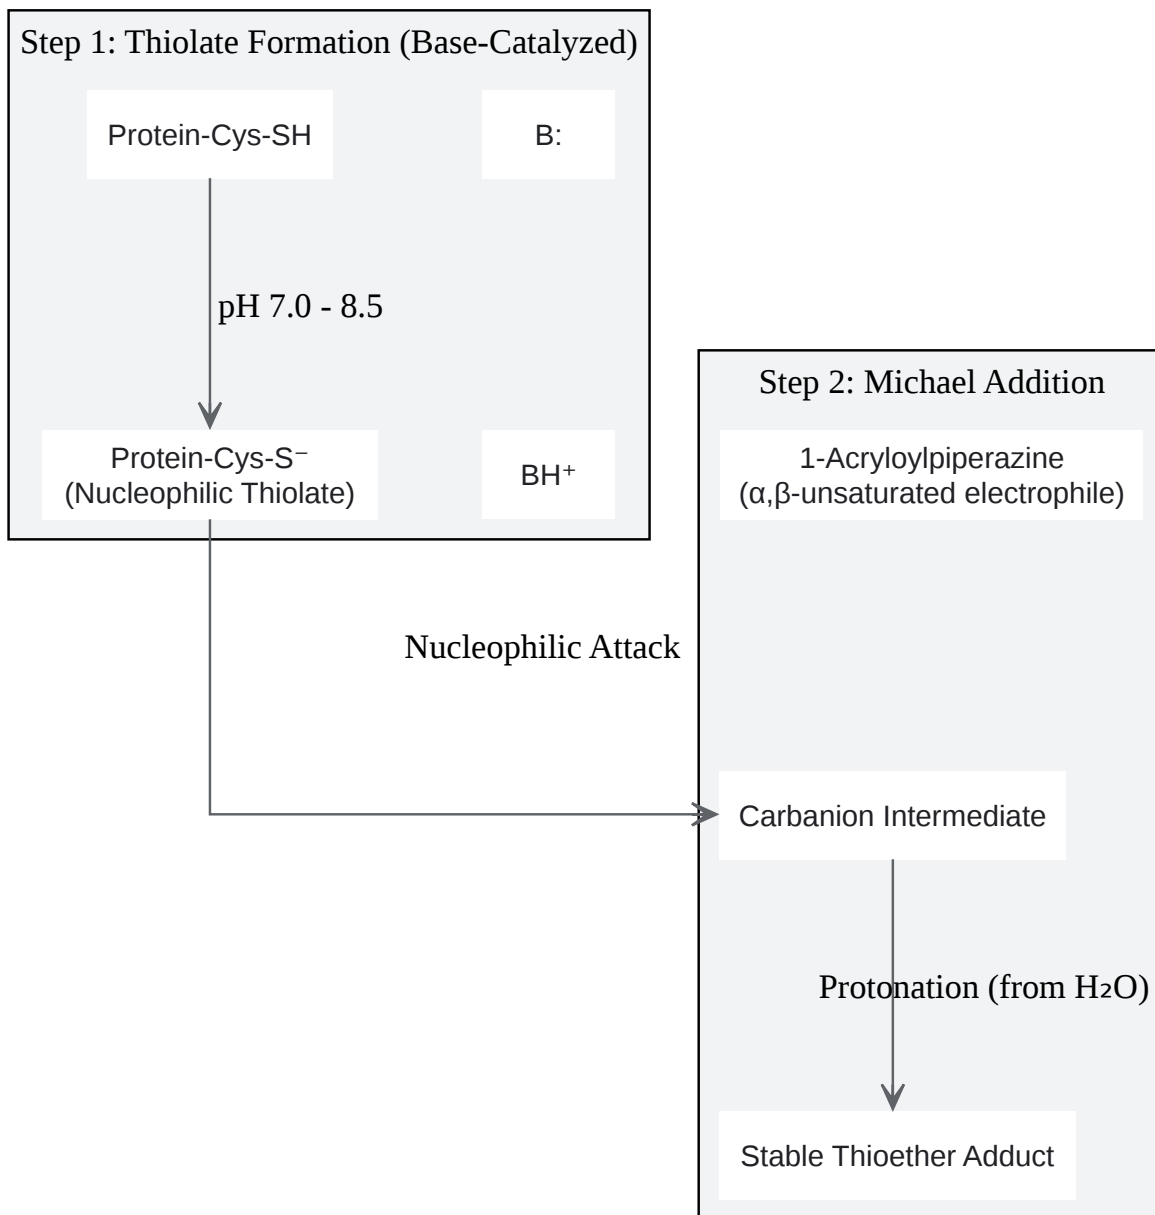 Step 1: Thiolate Formation (Base-Catalyzed)
Protein-Cys-SH
B:
pH 7.0 - 8.5
Protein-Cys-S⁻
(Nucleophilic Thiolate)
BH⁺
Step 2: Michael Addition
1-Acryloylpiperazine
(α,β-unsaturated electrophile)
Nucleophilic Attack
Carbanion Intermediate
Protonation (from H₂O)
Stable Thioether Adduct